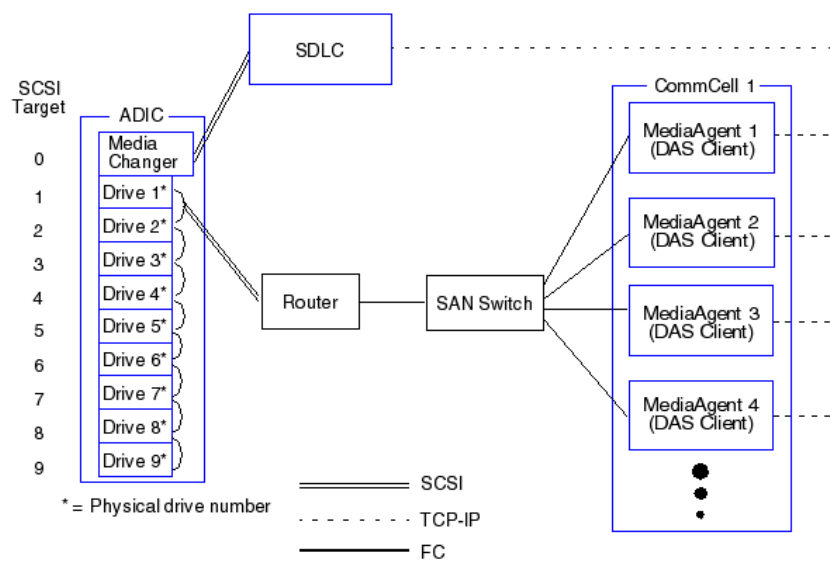 SDLC
SCSI
Target
ADIC
CommCell 1
Media
Changer
0
MediaAgent 1
(DAS Client)
Drive 1*
1
Drive 2*
2
MediaAgent 2
(DAS Client)
Drive 3*
3
Drive 4*
4
Router
SAN Switch
MediaAgent 3
(DAS Client)
Drive 5*
5
Drive 6*
6
Drive 7*
7
MediaAgent 4
(DAS Client)
Drive 8*
8
Drive 9*
9
* = Physical drive number
SCSI
TCP-IP
FC